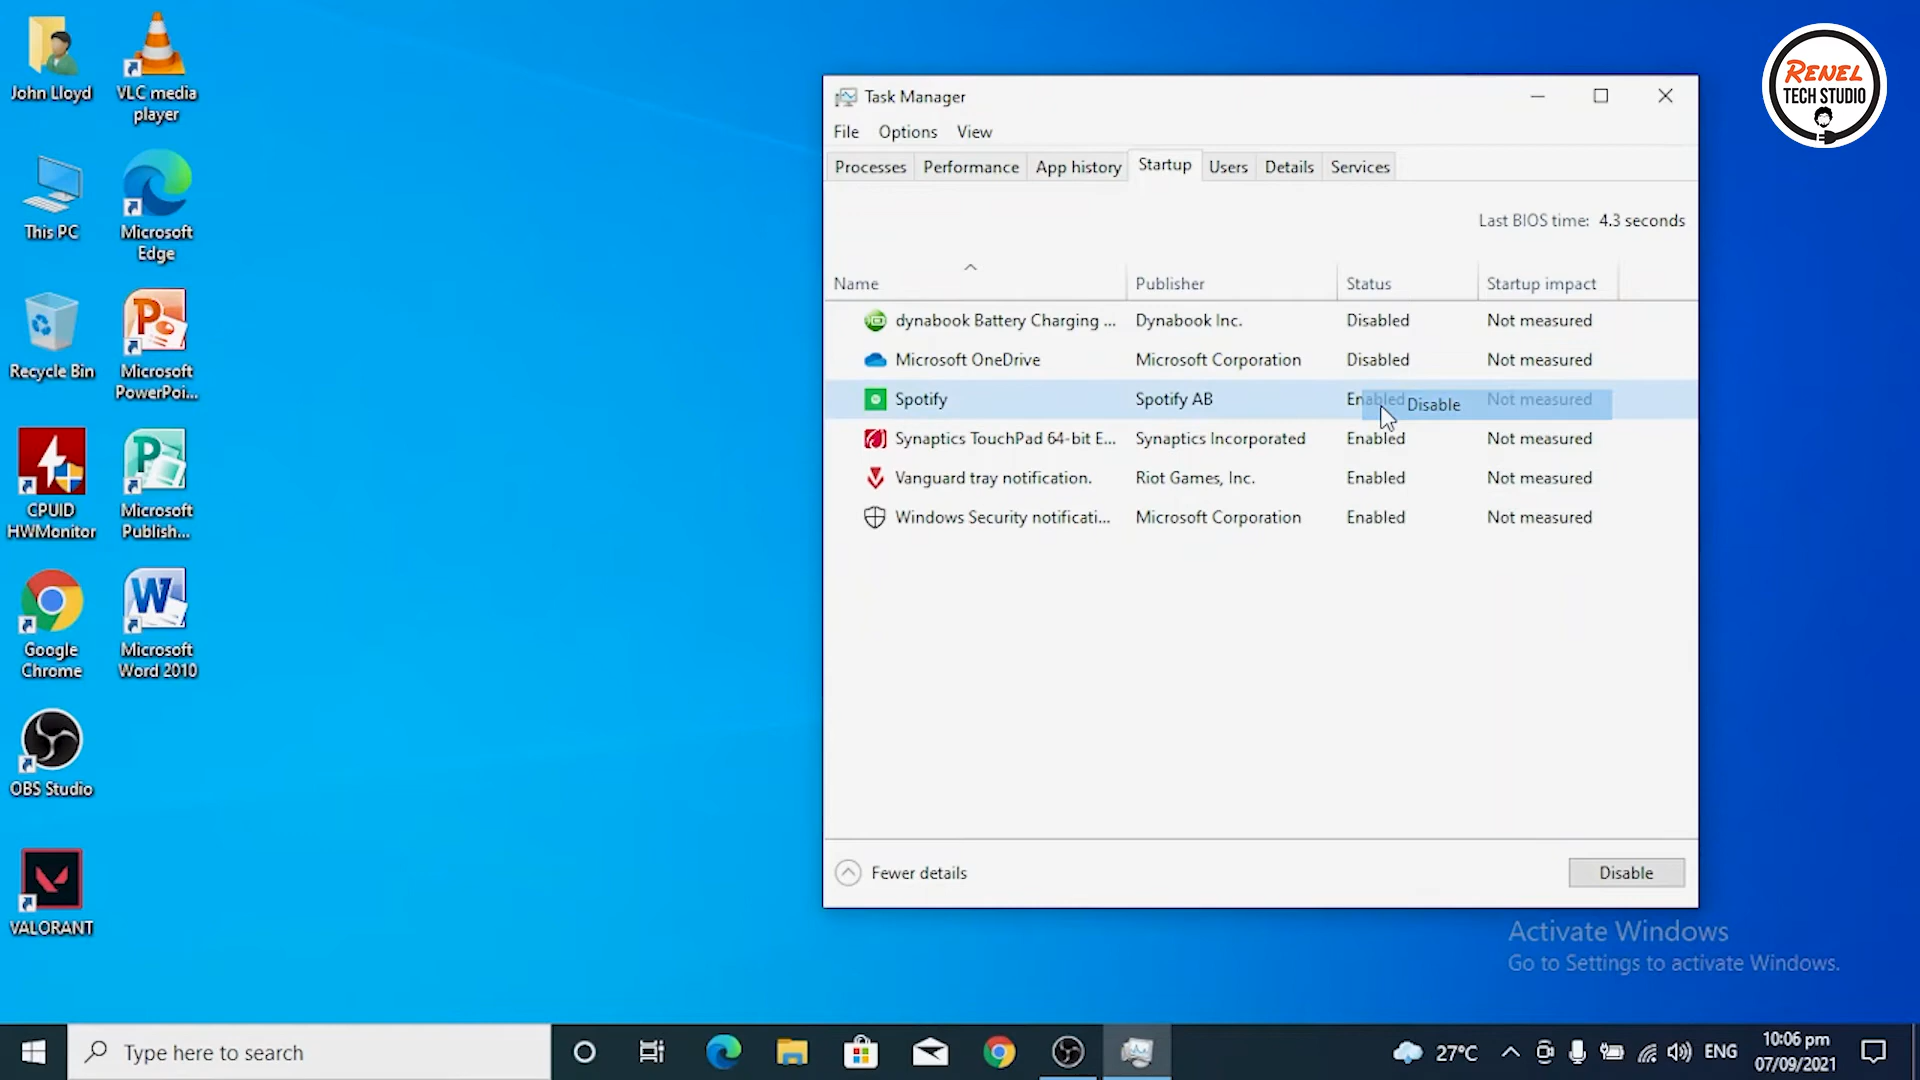 John Lloyd
VLC media
player
This PC
Microsoft
Edge
Recycle Bin
Microsoft
PowerPoi...
CPUID
HWMonitor
Microsoft
Publish...
Google
Chrome
Microsoft
Word 2010
OBS Studio
VALORANT
RENEL
TECH STUDIO
Task Manager
File Options View
Processes Performance App history Startup Users Details Services
Last BIOS time: 4.3 seconds
Name Publisher Status Startup impact
dynabook Battery Charging ... Dynabook Inc. Disabled Not measured
Microsoft OneDrive Microsoft Corporation Disabled Not measured
Spotify Spotify AB Enabled Disable Not measured
Synaptics TouchPad 64-bit E... Synaptics Incorporated Enabled Not measured
Vanguard tray notification. Riot Games, Inc. Enabled Not measured
Windows Security notificati... Microsoft Corporation Enabled Not measured
Fewer details Disable
Activate Windows
Go to Settings to activate Windows.
Type here to search
27°C
ENG
10:06 pm
07/09/2021